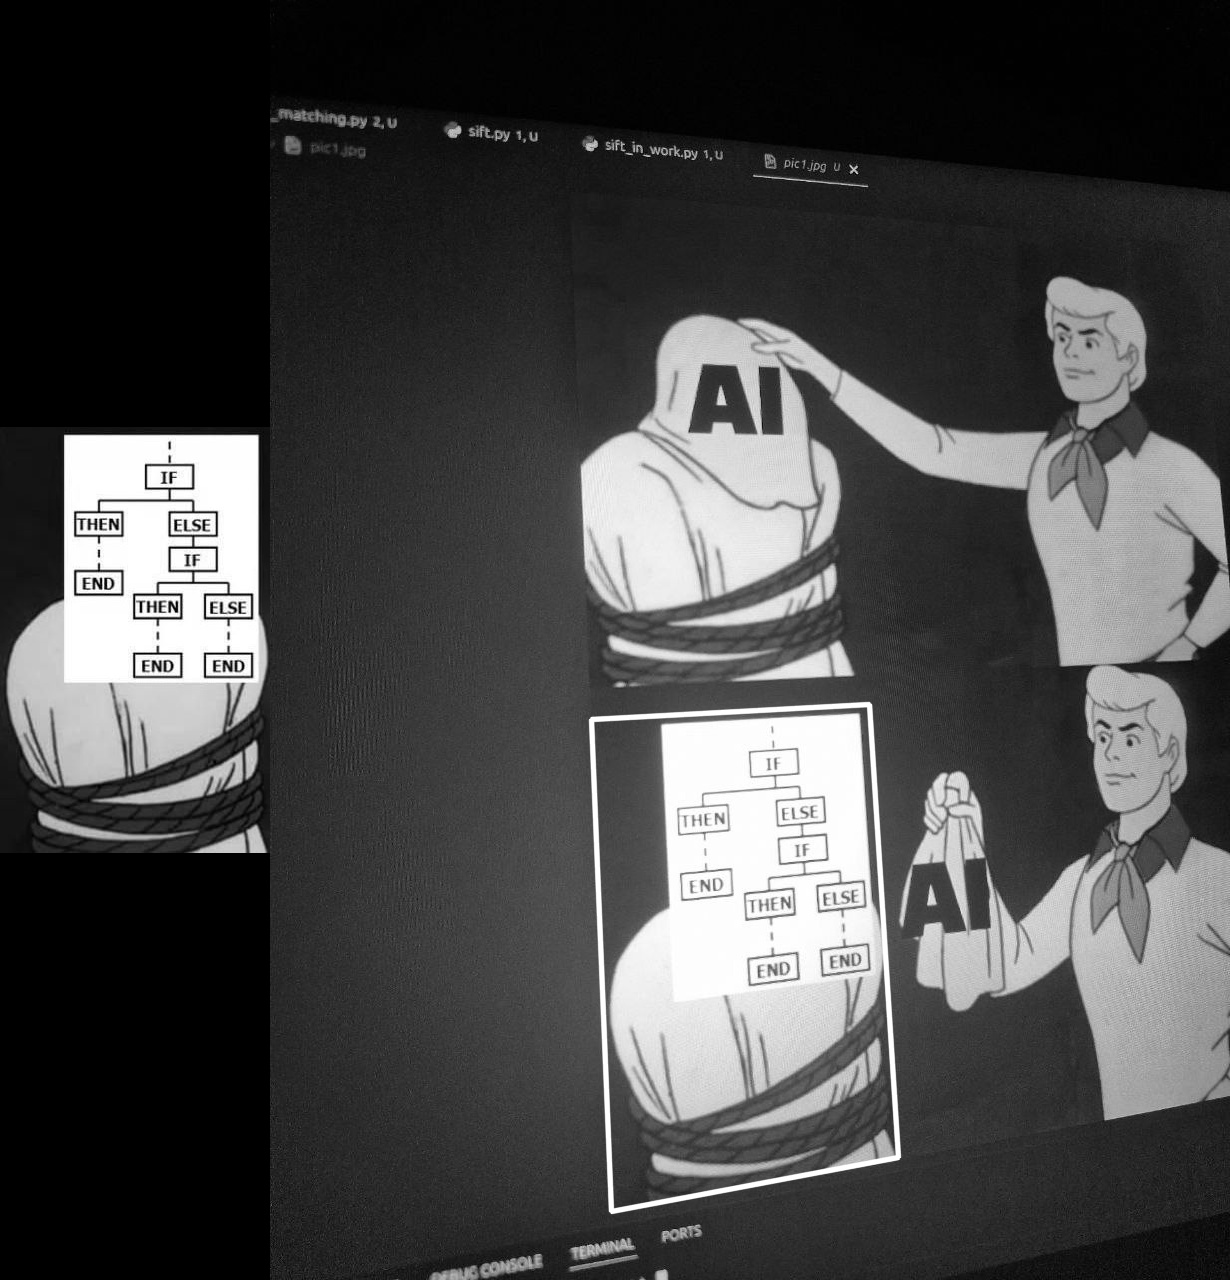 _matching.py 2, U
sift.py 1, U
sift_in_work.py 1, U
pic1.jpg U
pic1.jpg
AI
IF
THEN ELSE
IF
END
THEN ELSE
END END
IF
THEN ELSE
IF
END
THEN ELSE
END END
AI
DEBUG CONSOLE TERMINAL PORTS